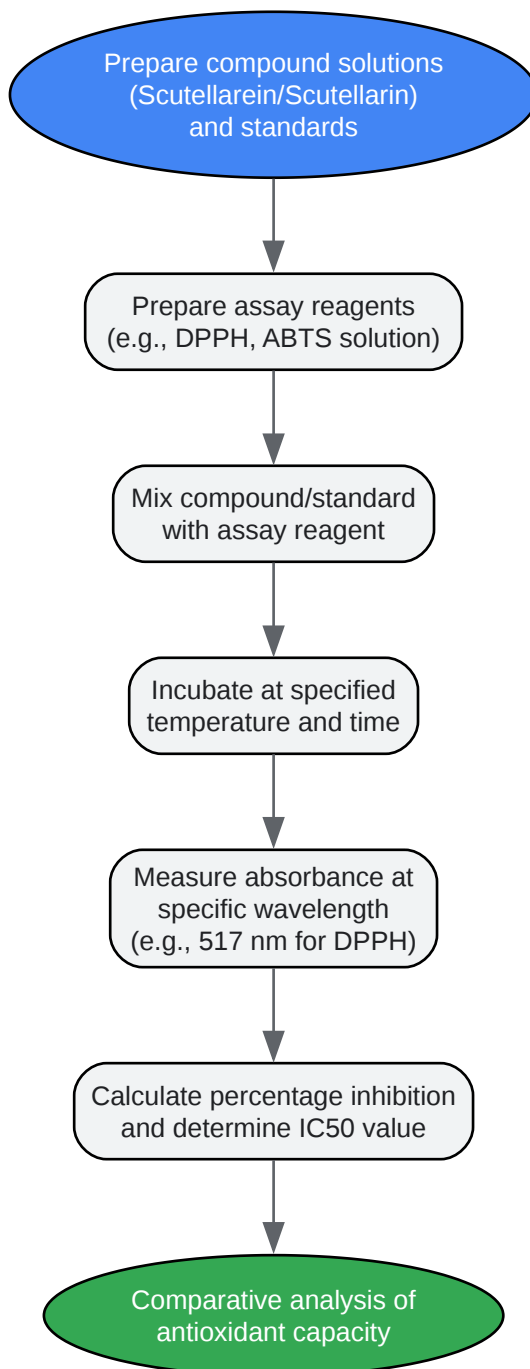 Prepare compound solutions
(Scutellarein/Scutellarin)
and standards
Prepare assay reagents
(e.g., DPPH, ABTS solution)
Mix compound/standard
with assay reagent
Incubate at specified
temperature and time
Measure absorbance at
specific wavelength
(e.g., 517 nm for DPPH)
Calculate percentage inhibition
and determine IC50 value
Comparative analysis of
antioxidant capacity